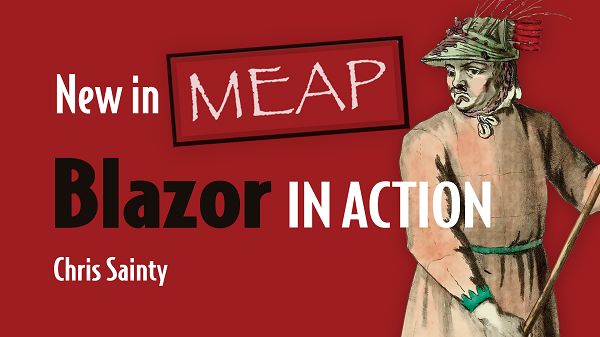 New in MEAP
Blazor IN ACTION
Chris Sainty